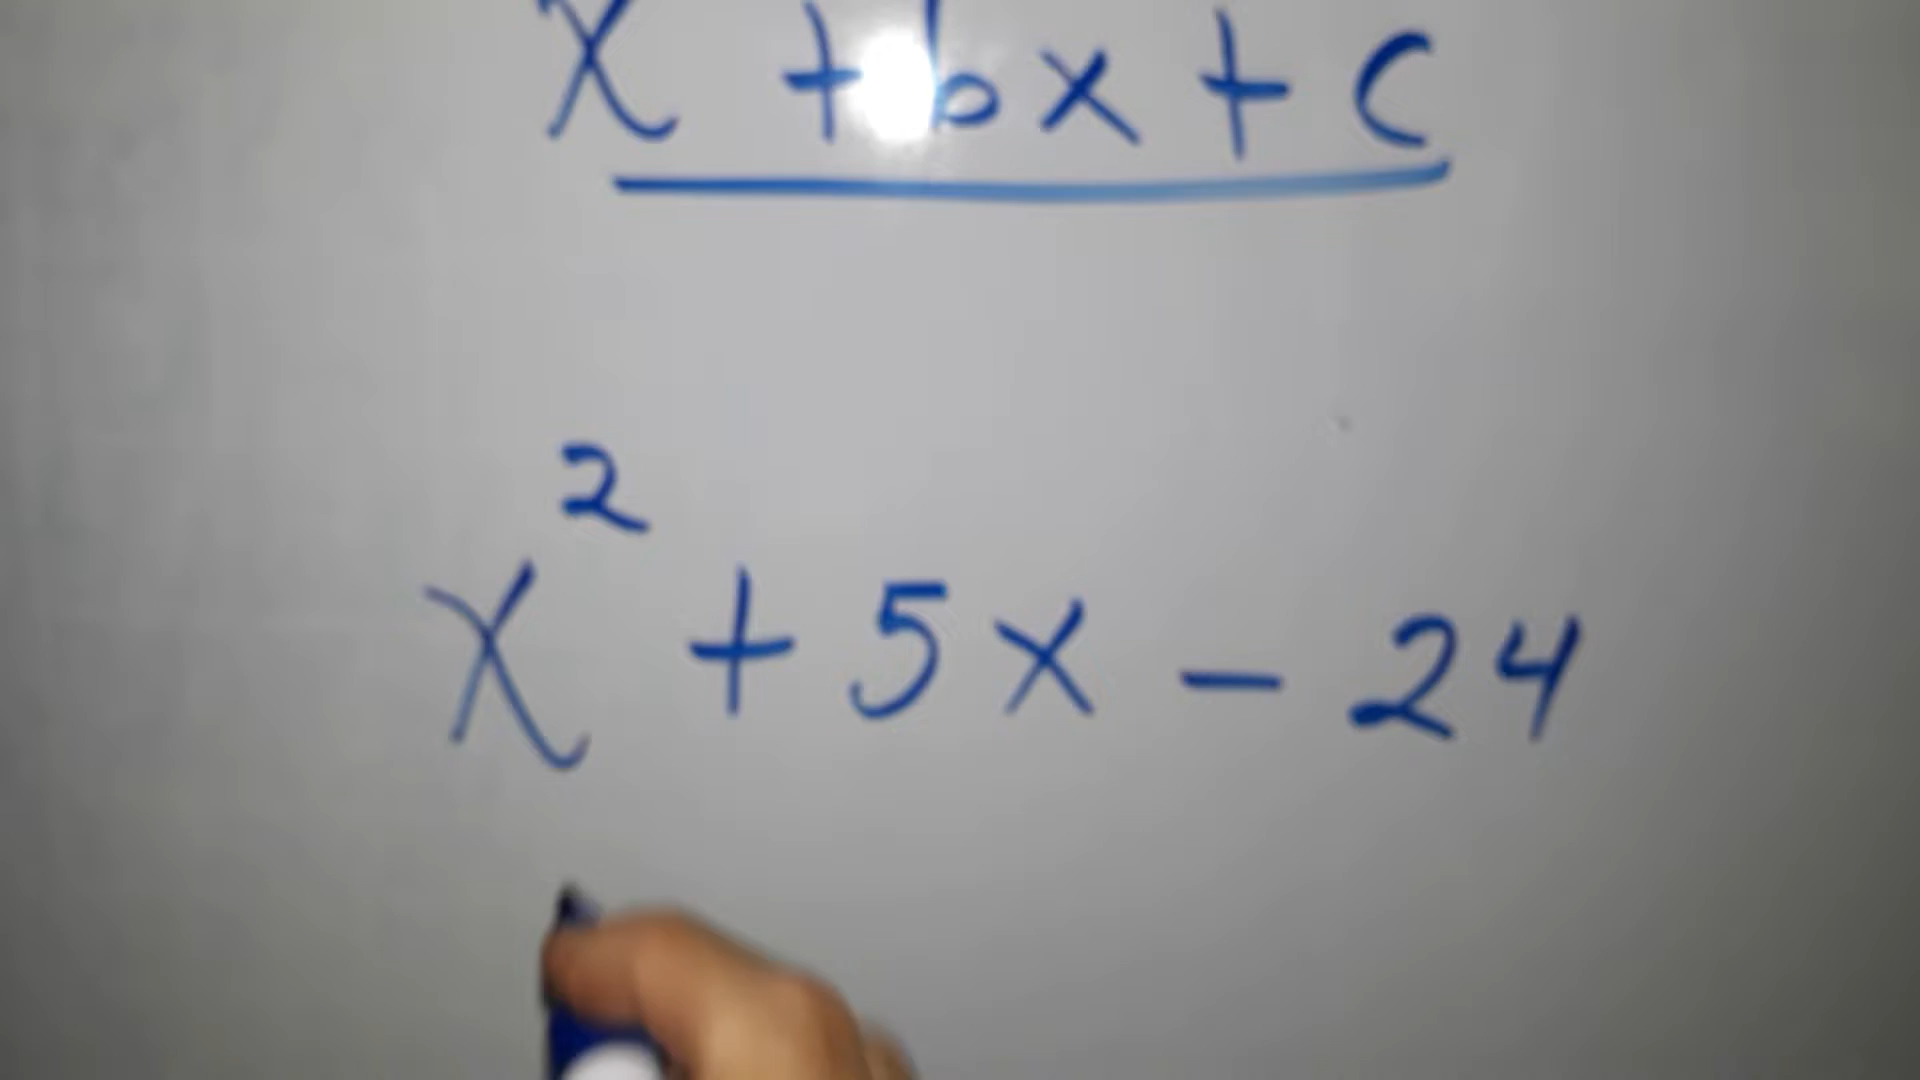 x + bx + c
x² + 5x - 24